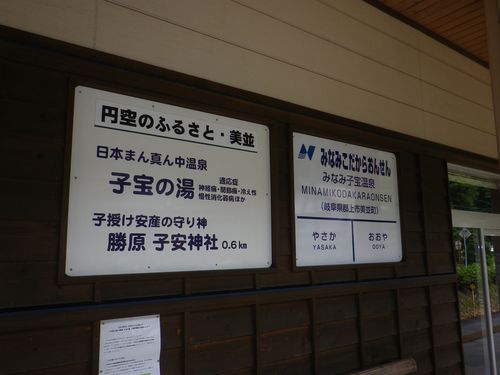 円空のふるさと・美並
日本まん真ん中温泉
子宝の湯
適応症
神経痛・関節痛・冷え性
慢性消化器病ほか
子授け安産の守り神
勝原 子安神社 0.6km
みなみこだからおんせん
みなみ子宝温泉
MINAMIKODAKARAONSEN
(岐阜県郡上市美並町)
やさか
YASAKA
おおや
OOYA